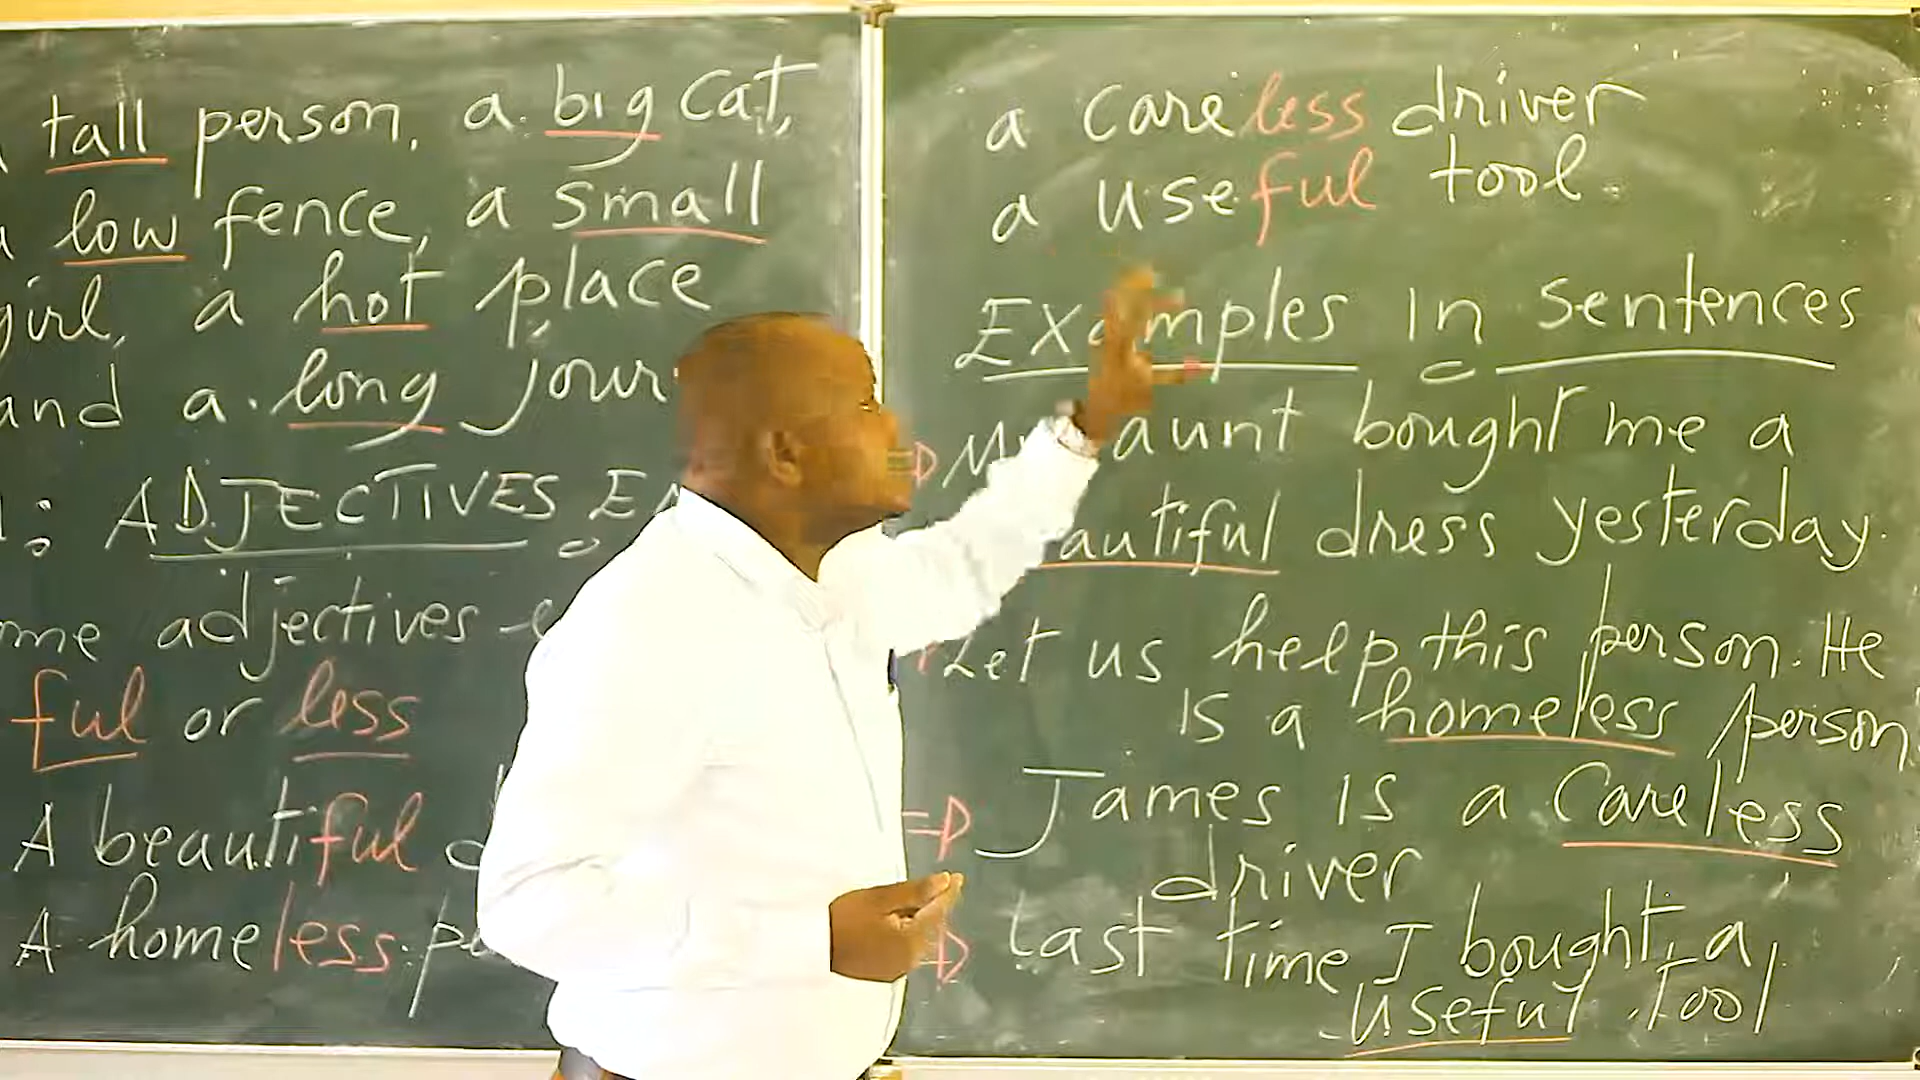 tall person, a big cat,
low fence, a small
girl, a hot place
and a long jour
: ADJECTIVES
me adjectives
ful or less
A beautiful
A homeless
a careless driver
a useful tool.
Examples in sentences
aunt bought me a
autiful dress yesterday.
Let us help this person. He
is a homeless person
James is a careless
driver
last time I bought a
useful tool